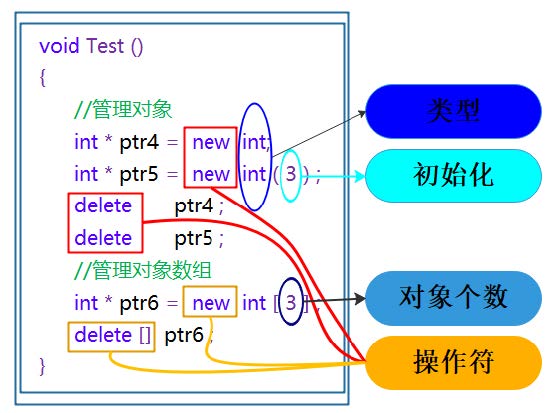 void Test ()
{
//管理对象
int * ptr4 = new int;
int * ptr5 = new int ( 3 ) ;
delete ptr4 ;
delete ptr5 ;
//管理对象数组
int * ptr6 = new int [ 3 ] ;
delete [] ptr6 ;
}
类型
初始化
对象个数
操作符